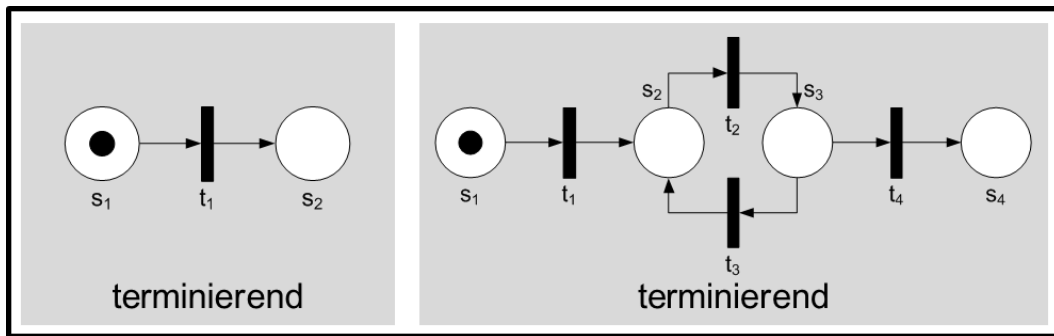 s₁ t₁ s₂
terminierend
s₂ t₂ s₃
s₁ t₁ t₃ t₄ s₄
terminierend